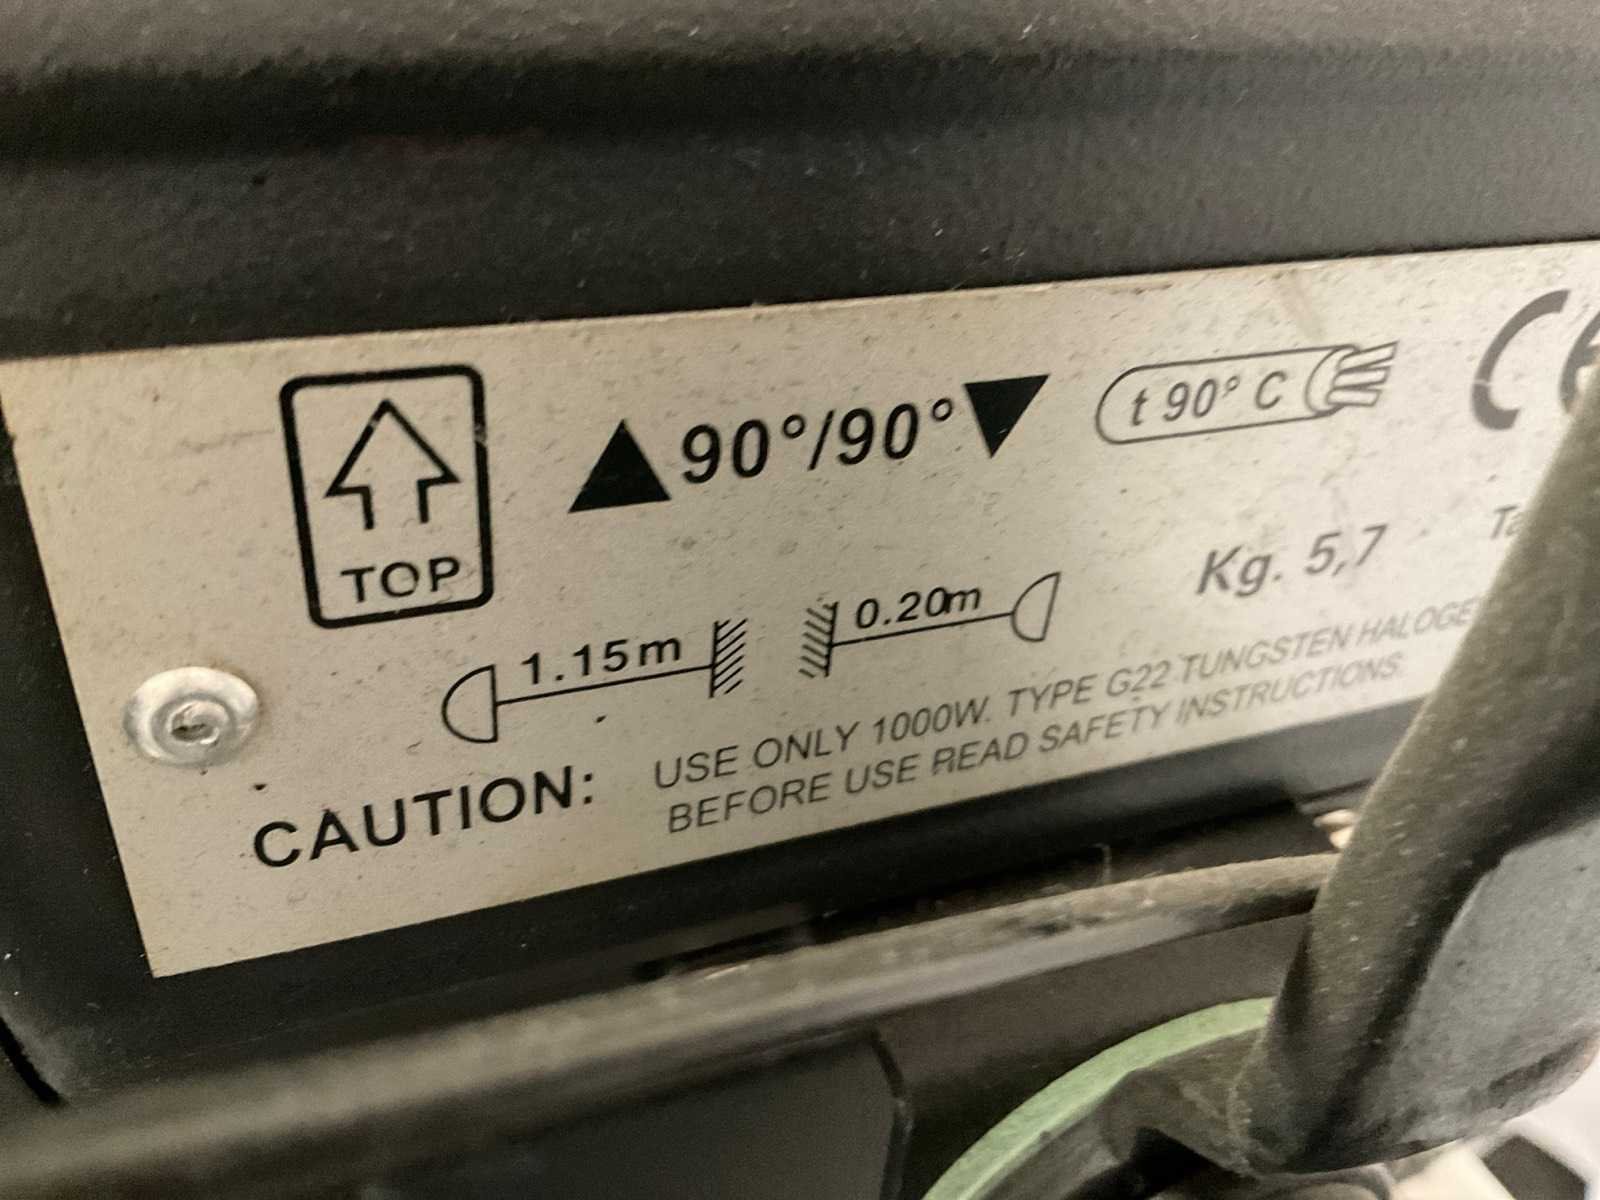 TOP
▲90°/90°▼
t 90° C
CE
Kg. 5,7
1.15m
0.20m
CAUTION:
USE ONLY 1000W. TYPE G22 TUNGSTEN
BEFORE USE READ SAFETY INSTRUCTIONS.